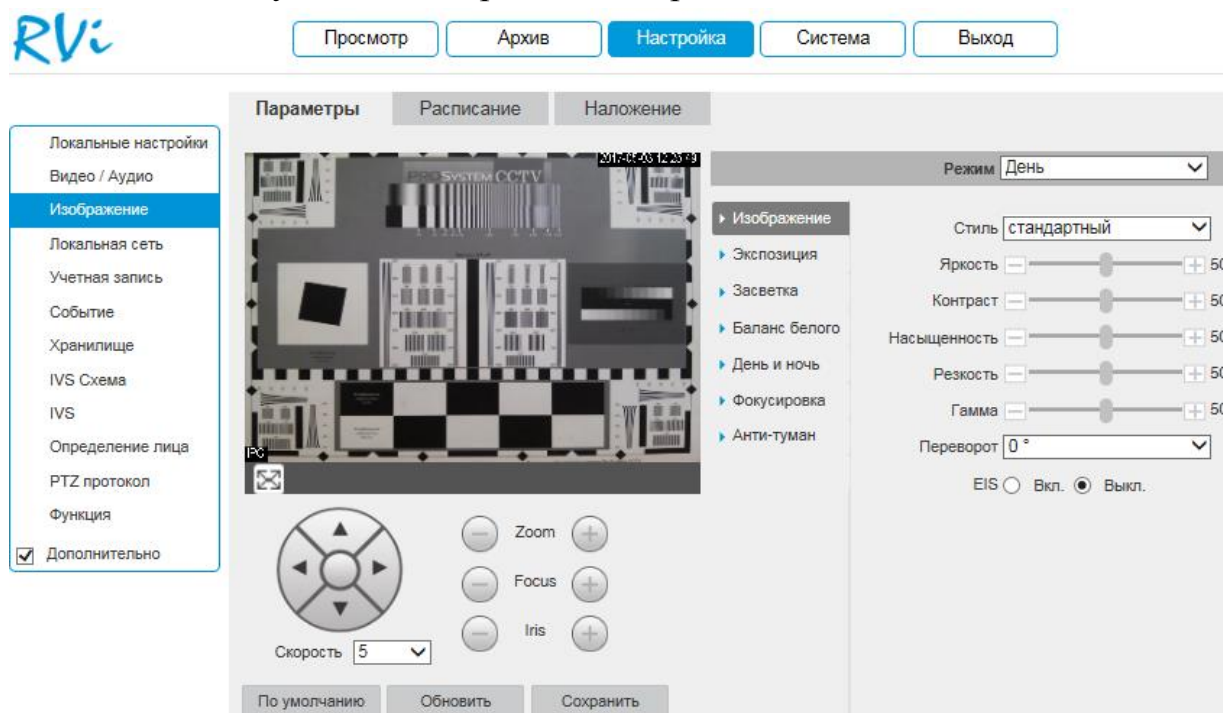 RVi
Просмотр Архив Настройка Система Выход
Параметры Расписание Наложение
Локальные настройки
Видео / Аудио
Изображение
Локальная сеть
Учетная запись
Событие
Хранилище
IVS Схема
IVS
Определение лица
PTZ протокол
Функция
Дополнительно
PROSYSTEM CCTV
IPC
Zoom
Focus
Iris
Скорость 5
По умолчанию Обновить Сохранить
Изображение
Экспозиция
Засветка
Баланс белого
День и ночь
Фокусировка
Анти-туман
Режим День
Стиль стандартный
Яркость 50
Контраст 50
Насыщенность 50
Резкость 50
Гамма 50
Переворот 0 °
EIS Вкл. Выкл.